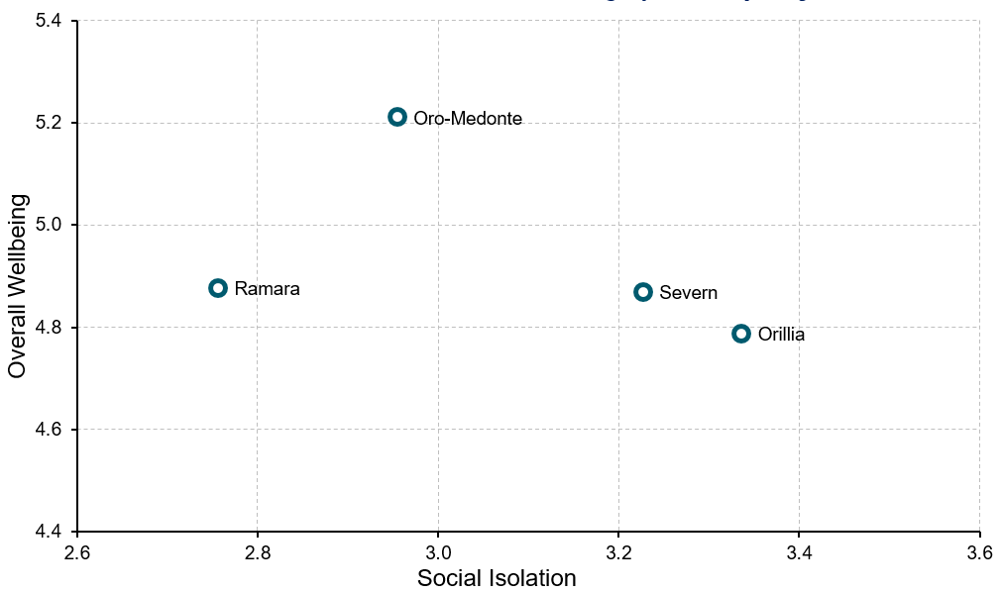 5.4
5.2
5.0
4.8
4.6
4.4
Overall Wellbeing
Oro-Medonte
Ramara
Severn
Orillia
2.6 2.8 3.0 3.2 3.4 3.6
Social Isolation